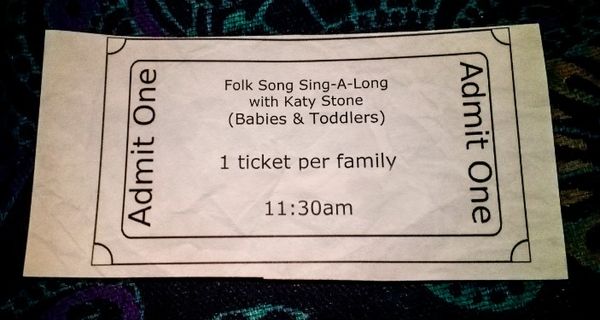 Admit One
Folk Song Sing-A-Long
with Katy Stone
(Babies & Toddlers)
1 ticket per family
11:30am
Admit One